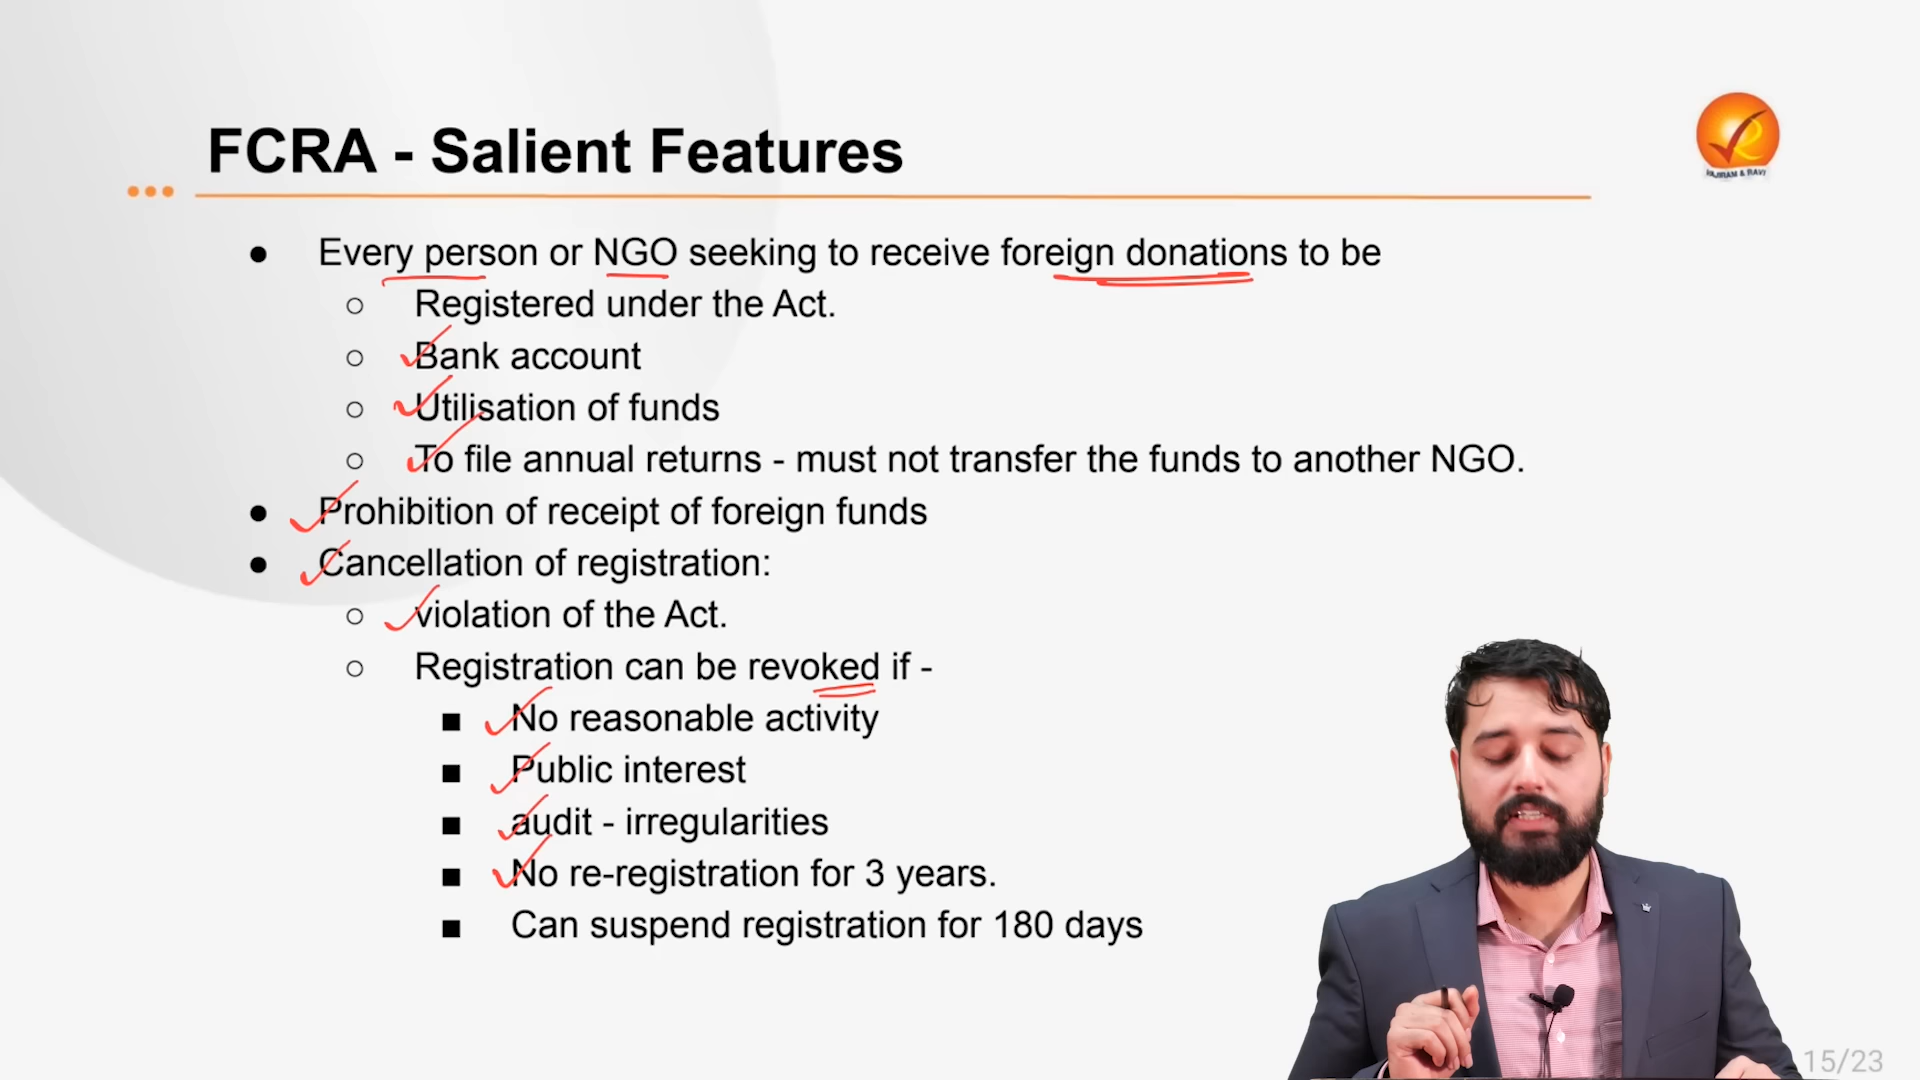 FCRA - Salient Features
VAJIRAM & RAVI
● Every person or NGO seeking to receive foreign donations to be
○ Registered under the Act.
○ Bank account
○ Utilisation of funds
○ To file annual returns - must not transfer the funds to another NGO.
● Prohibition of receipt of foreign funds
● Cancellation of registration:
○ violation of the Act.
○ Registration can be revoked if -
■ No reasonable activity
■ Public interest
■ audit - irregularities
■ No re-registration for 3 years.
■ Can suspend registration for 180 days
15/23